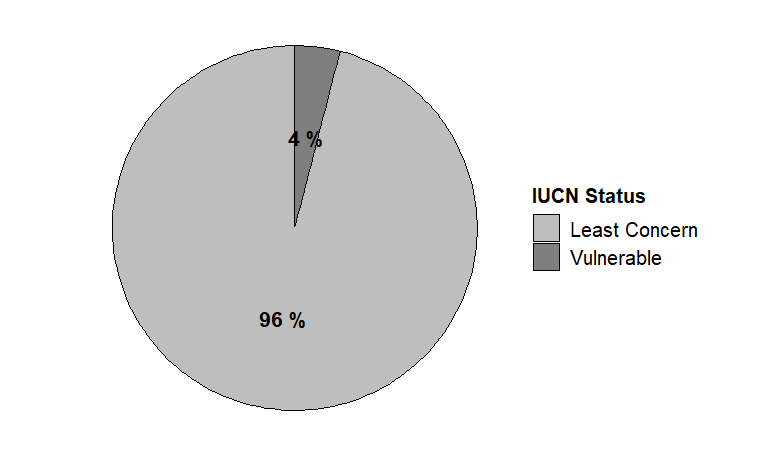 4 %
96 %
IUCN Status
Least Concern
Vulnerable